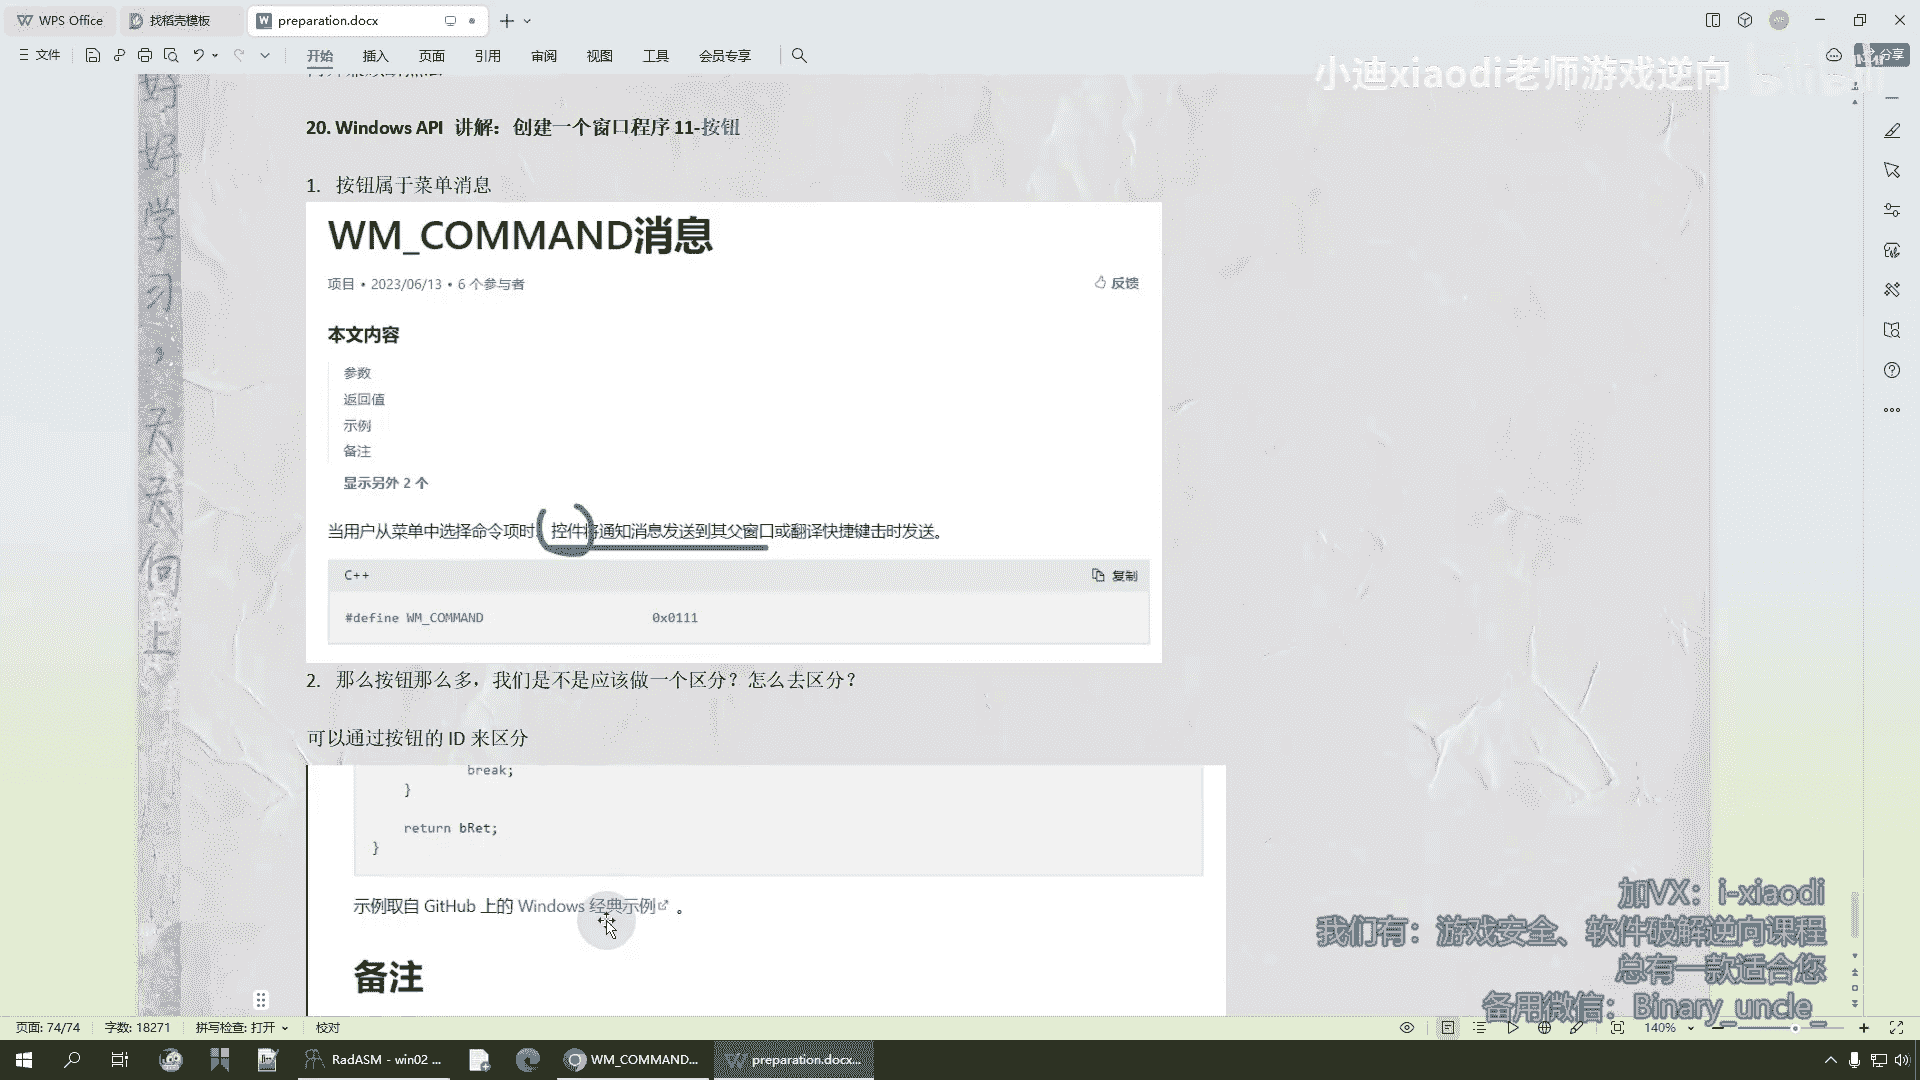 WPS Office
找稻壳模板
preparation.docx
文件
开始
插入
页面
引用
审阅
视图
工具
会员专享
分享
小迪xiaodi老师游戏逆向
bilibili
好好学习，天天向上
20. Windows API 讲解：创建一个窗口程序 11-按钮
1. 按钮属于菜单消息
WM_COMMAND消息
项目 • 2023/06/13 • 6 个参与者
反馈
本文内容
参数
返回值
示例
备注
显示另外 2 个
当用户从菜单中选择命令项时，控件将通知消息发送到其父窗口或翻译快捷键击时发送。
C++
复制
#define WM_COMMAND 0x0111
2. 那么按钮那么多，我们是不是应该做一个区分？怎么去区分？
可以通过按钮的 ID 来区分
break;
}
return bRet;
}
示例取自 GitHub 上的 Windows 经典示例 。
备注
加VX：i-xiaodi
我们有：游戏安全、软件破解逆向课程
总有一款适合您
备用微信：Binary_uncle_
页面: 74/74
字数: 18271
拼写检查: 打开
校对
140%
RadASM - win02 ...
WM_COMMAND...
preparation.docx...